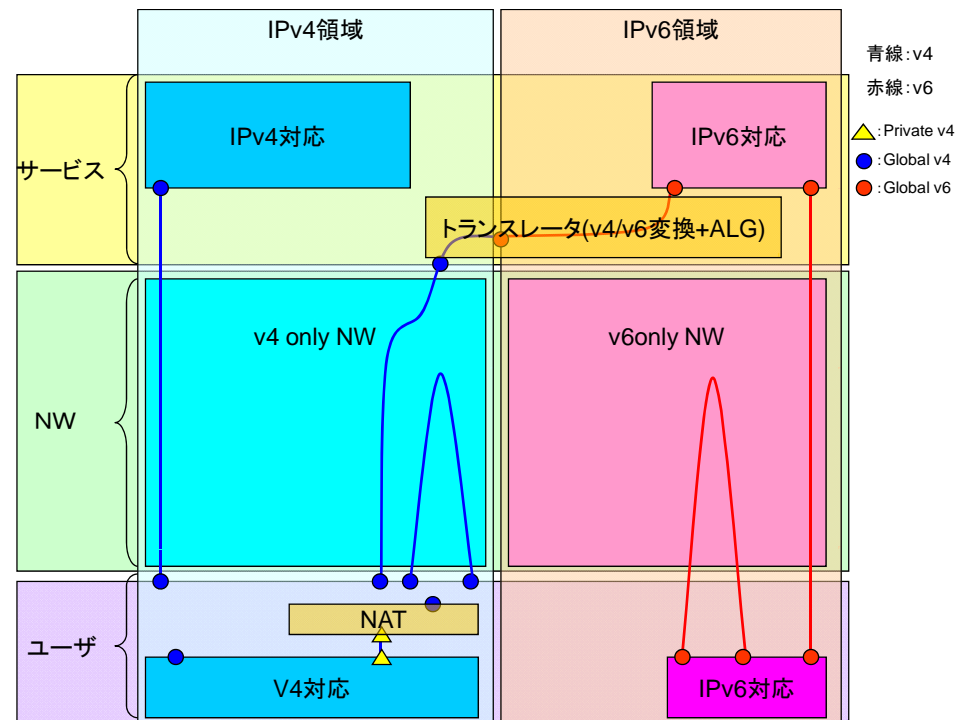 IPv4領域
IPv6領域
青線:v4
赤線:v6
:Private v4
:Global v4
:Global v6
サービス
IPv4対応
IPv6対応
トランスレータ(v4/v6変換+ALG)
NW
v4 only NW
v6only NW
ユーザ
NAT
V4対応
IPv6対応